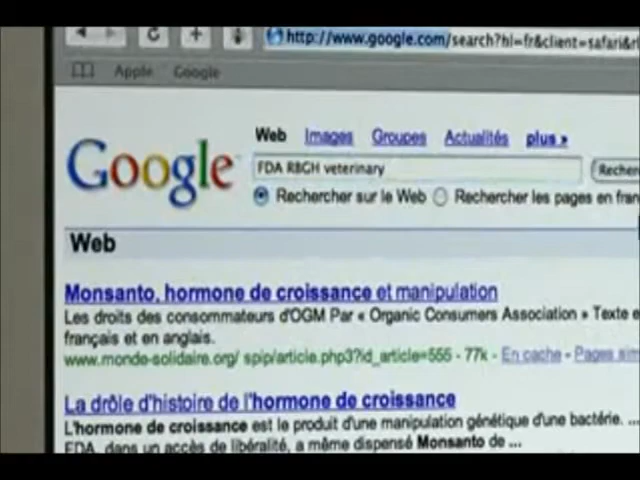 http://www.google.com/search?hl=fr&client=safari&r
Apple Google
Web Images Groupes Actualités plus »
Google
FDA RBGH veterinary
Recher
Rechercher sur le Web Rechercher les pages en fran
Web
Monsanto, hormone de croissance et manipulation
Les droits des consommateurs d'OGM Par « Organic Consumers Association » Texte e
français et en anglais.
www.monde-solidaire.org/ spip/article.php3?id_article=555 - 77k - En cache - Pages sim
La drôle d'histoire de l'hormone de croissance
L'hormone de croissance est le produit d'une manipulation génétique d'une bactérie. ...
FDA, dans un accès de libéralité, a même dispensé Monsanto de ...